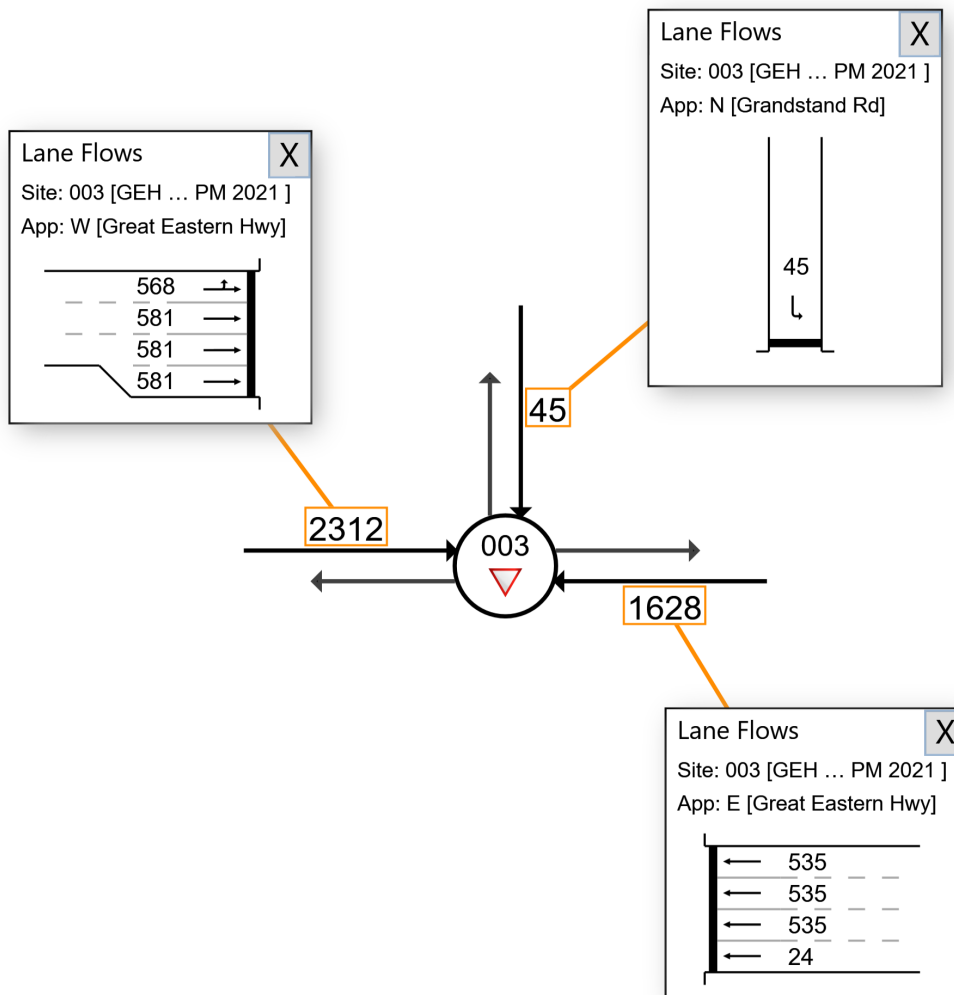 Lane Flows X
Site: 003 [GEH ... PM 2021 ]
App: N [Grandstand Rd]
45
Lane Flows X
Site: 003 [GEH ... PM 2021 ]
App: W [Great Eastern Hwy]
568
581
581
581
45
2312
003
1628
Lane Flows X
Site: 003 [GEH ... PM 2021 ]
App: E [Great Eastern Hwy]
535
535
535
24